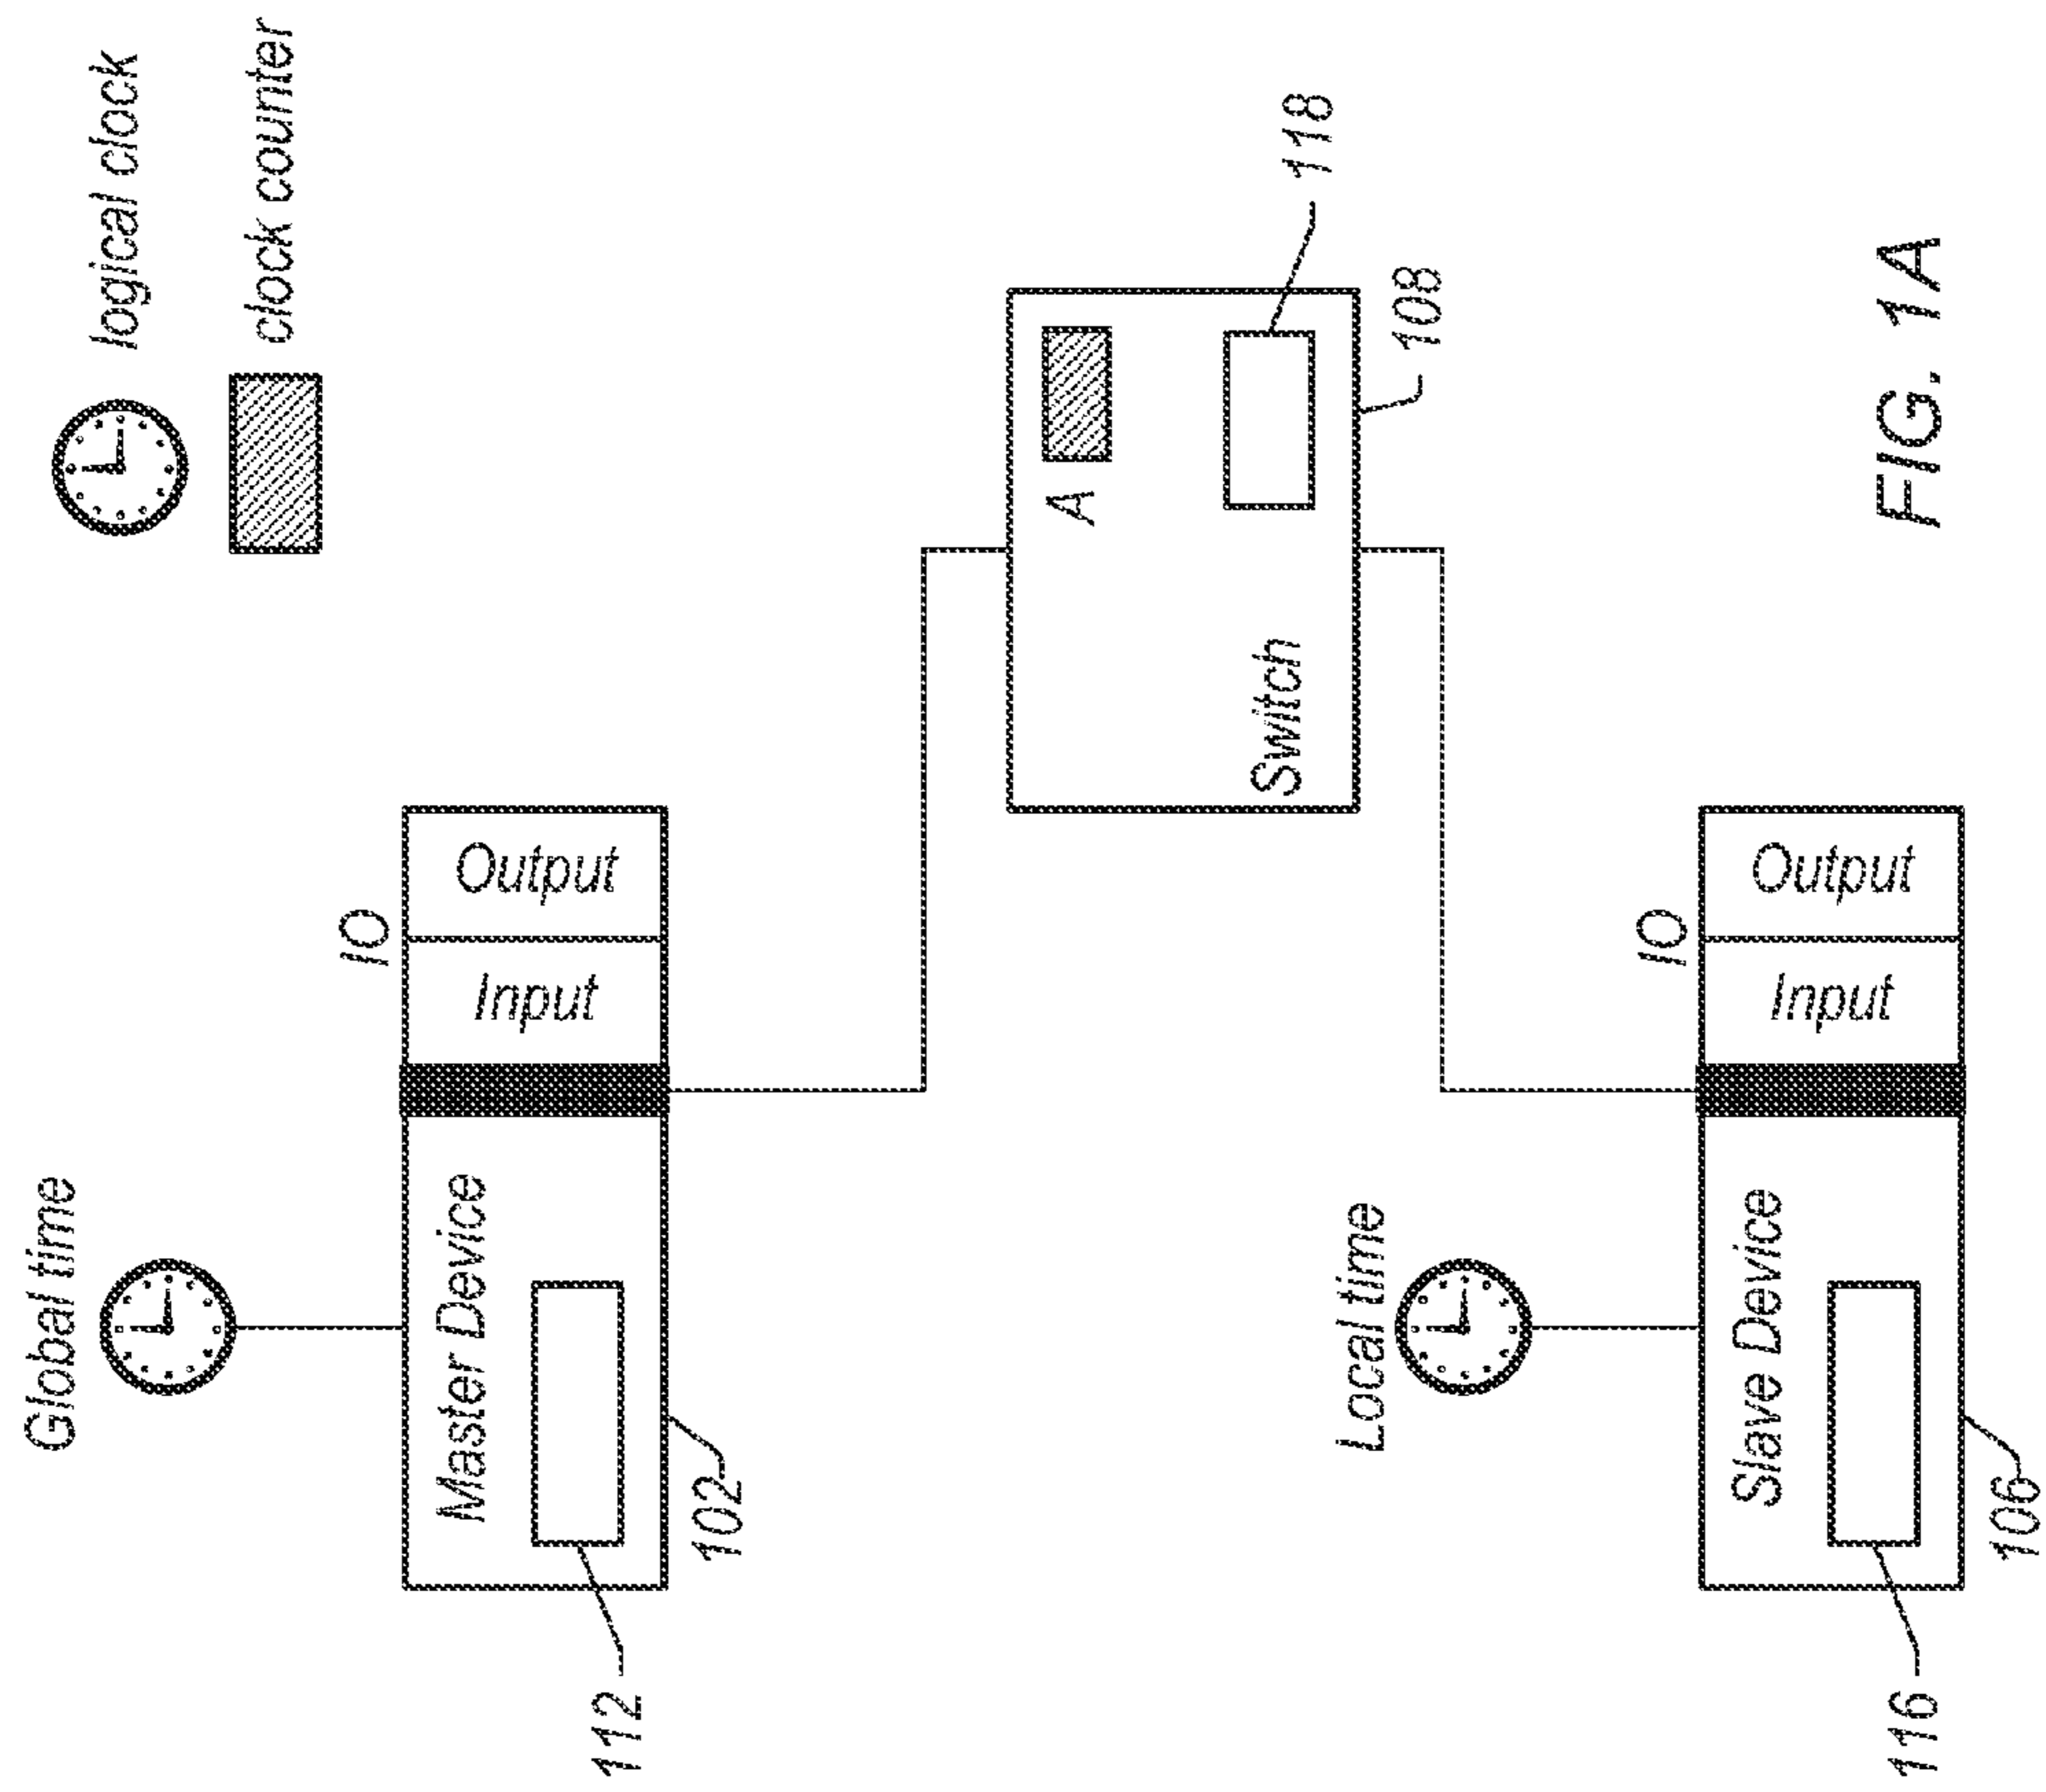 logical clock
clock counter
Global time
IO
Master Device
Input
Output
112
102
A
Switch
118
108
Local time
IO
Slave Device
Input
Output
116
106
FIG. 1A